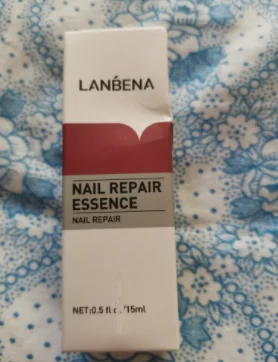 LANBENA
NAIL REPAIR
ESSENCE
NAIL REPAIR
NET:0.5 fl oz/15ml